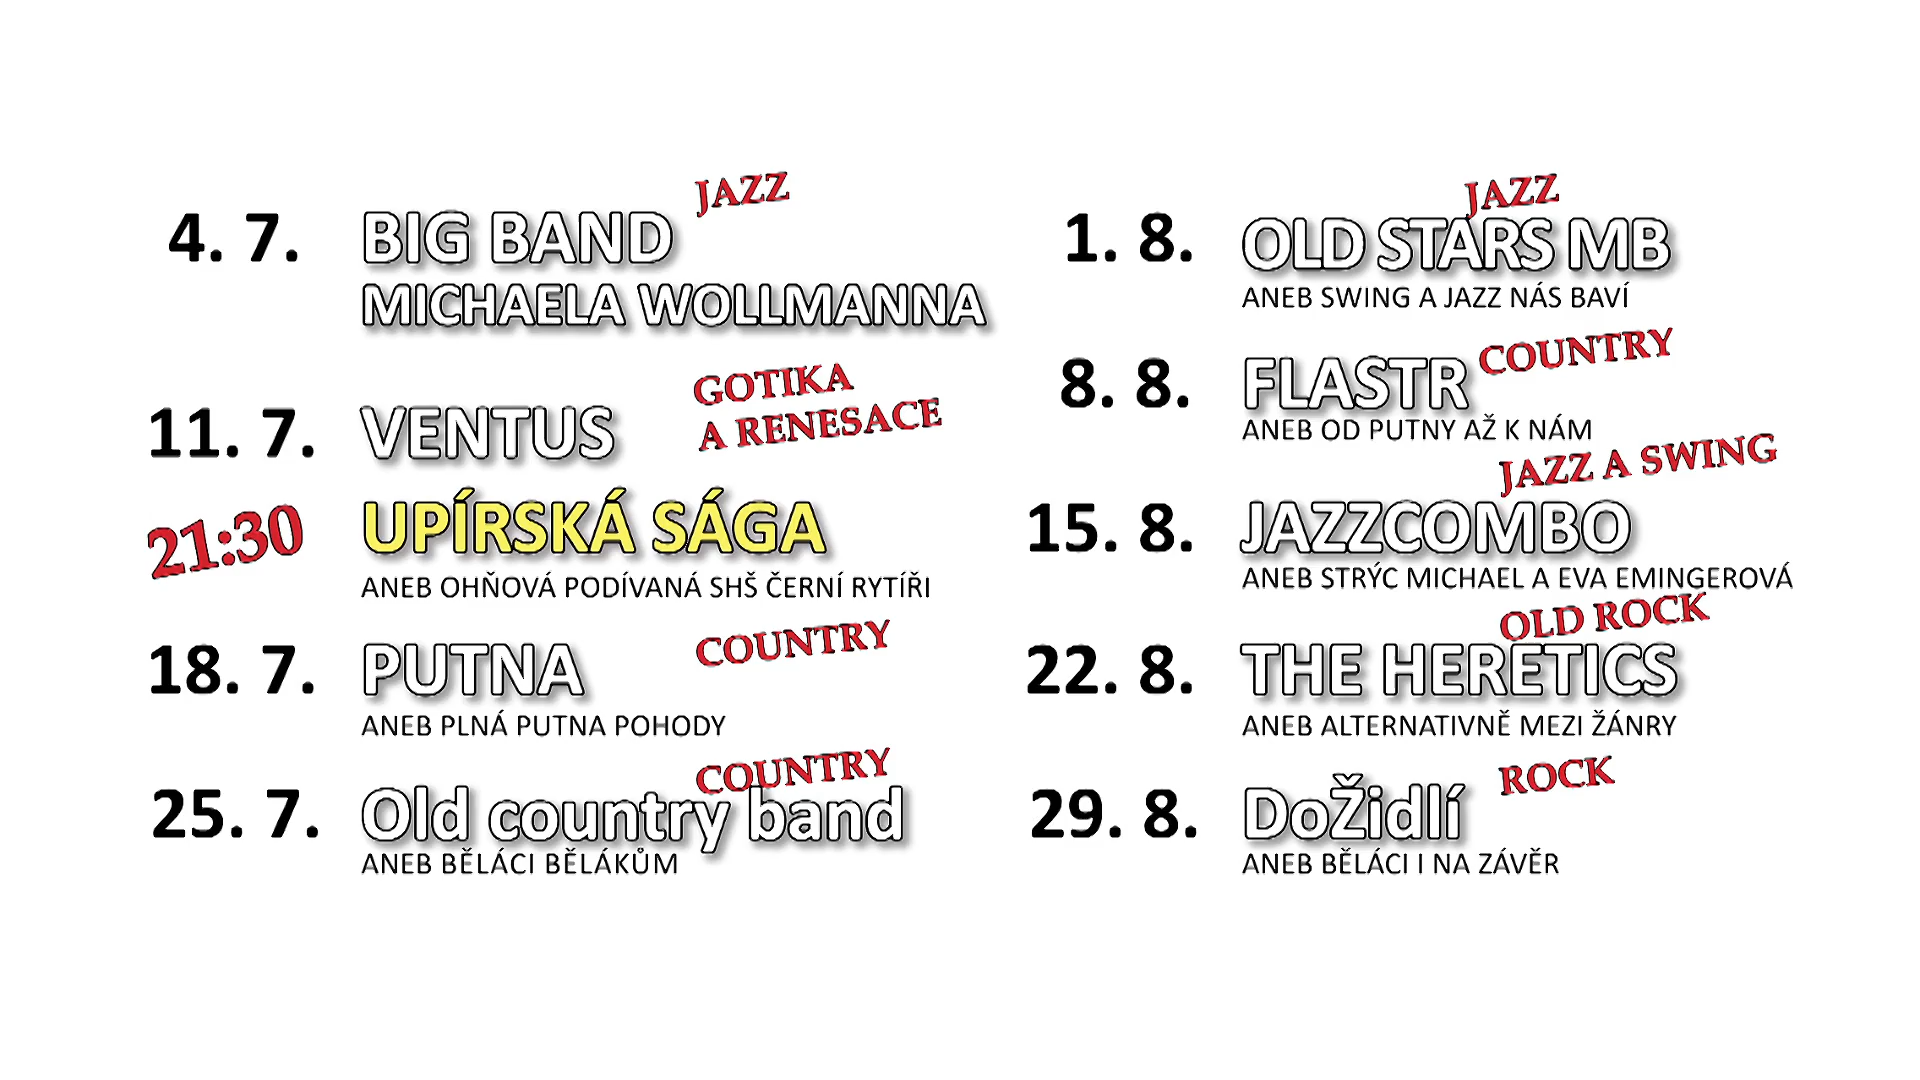 JAZZ
4. 7. BIG BAND
MICHAELA WOLLMANNA
GOTIKA
A RENESACE
11. 7. VENTUS
21:30 UPÍRSKÁ SÁGA
ANEB OHŇOVÁ PODÍVANÁ SHŠ ČERNÍ RYTÍŘI
COUNTRY
18. 7. PUTNA
ANEB PLNÁ PUTNA POHODY
COUNTRY
25. 7. Old country band
ANEB BĚLÁCI BĚLÁKŮM
JAZZ
1. 8. OLD STARS MB
ANEB SWING A JAZZ NÁS BAVÍ
COUNTRY
8. 8. FLASTR
ANEB OD PUTNY AŽ K NÁM
JAZZ A SWING
15. 8. JAZZCOMBO
ANEB STRÝC MICHAEL A EVA EMINGEROVÁ
OLD ROCK
22. 8. THE HERETICS
ANEB ALTERNATIVNĚ MEZI ŽÁNRY
ROCK
29. 8. DoŽidlí
ANEB BĚLÁCI I NA ZÁVĚR